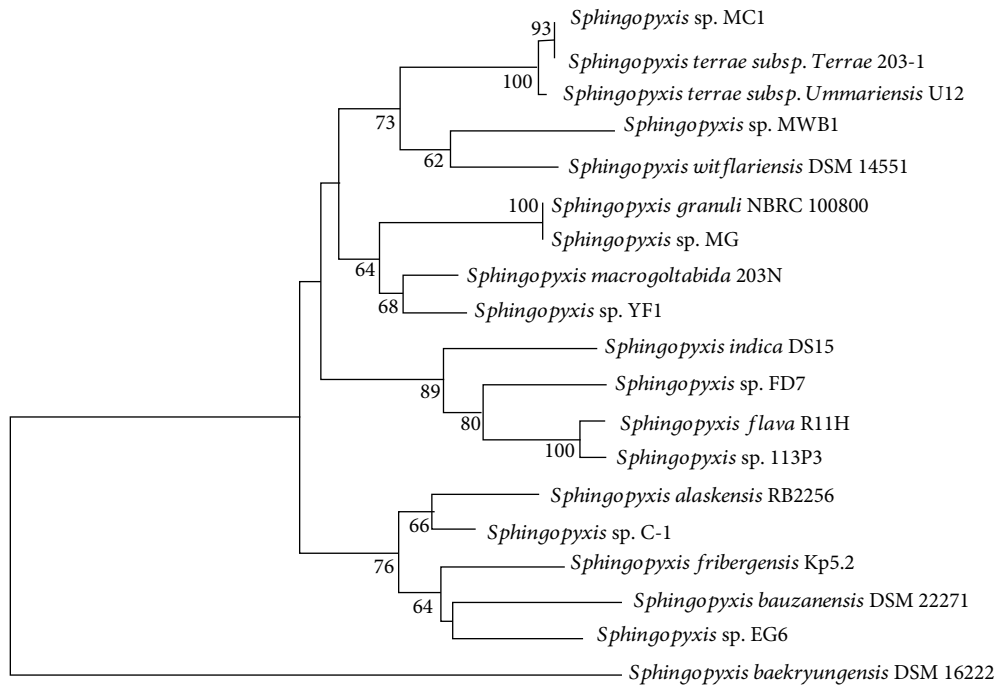 Sphingopyxis sp. MC1
93
Sphingopyxis terrae subsp. Terrae 203-1
100
Sphingopyxis terrae subsp. Ummariensis U12
73
Sphingopyxis sp. MWB1
62
Sphingopyxis witflariensis DSM 14551
100
Sphingopyxis granuli NBRC 100800
Sphingopyxis sp. MG
64
Sphingopyxis macrogoltabida 203N
68
Sphingopyxis sp. YF1
Sphingopyxis indica DS15
89
Sphingopyxis sp. FD7
80
Sphingopyxis flava R11H
100
Sphingopyxis sp. 113P3
Sphingopyxis alaskensis RB2256
66
Sphingopyxis sp. C-1
76
Sphingopyxis fribergensis Kp5.2
64
Sphingopyxis bauzanensis DSM 22271
Sphingopyxis sp. EG6
Sphingopyxis baekryungensis DSM 16222